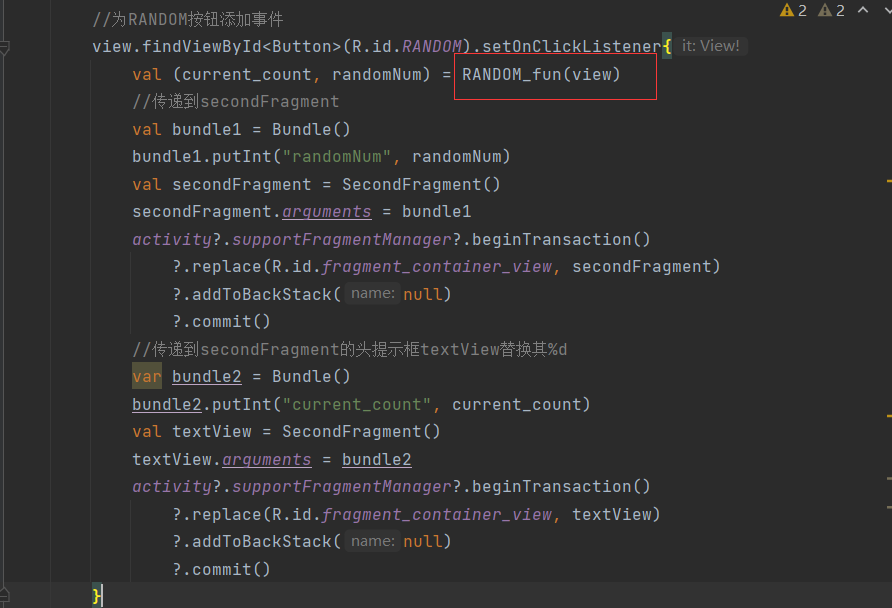 //为RANDOM按钮添加事件
2 2
view.findViewById<Button>(R.id.RANDOM).setOnClickListener{ it: View!
val (current_count, randomNum) = RANDOM_fun(view)
//传递到secondFragment
val bundle1 = Bundle()
bundle1.putInt("randomNum", randomNum)
val secondFragment = SecondFragment()
secondFragment.arguments = bundle1
activity?.supportFragmentManager?.beginTransaction()
?.replace(R.id.fragment_container_view, secondFragment)
?.addToBackStack( name: null)
?.commit()
//传递到secondFragment的头提示框textView替换其%d
var bundle2 = Bundle()
bundle2.putInt("current_count", current_count)
val textView = SecondFragment()
textView.arguments = bundle2
activity?.supportFragmentManager?.beginTransaction()
?.replace(R.id.fragment_container_view, textView)
?.addToBackStack( name: null)
?.commit()
}